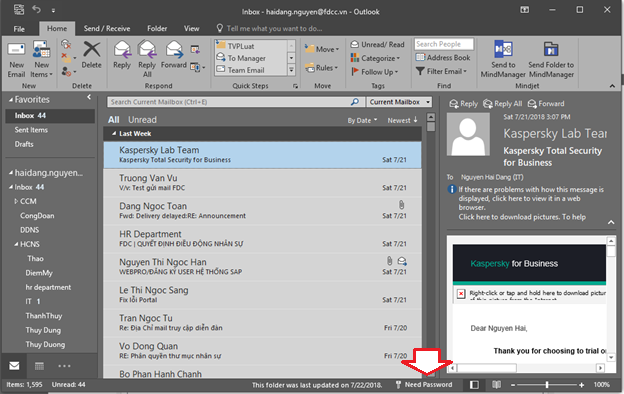 Inbox - haidang.nguyen@fdcc.vn - Outlook
File Home Send / Receive Folder View Tell me what you want to do...
New Email
New Items
Delete
Reply
Reply All
Forward
TVPLuat
To Manager
Team Email
Move
Rules
Unread/ Read
Categorize
Follow Up
Search People
Address Book
Filter Email
Send to MindManager
Send Folder to MindManager
New Delete Respond Quick Steps Move Tags Find Mindjet
Favorites
Inbox 44
Sent Items
Drafts
haidang.nguyen...
Inbox 44
CCM
CongDoan
DDNS
HCNS
Thao
DiemMy
hr department
IT 1
ThanhThuy
Thuy Dung
Thuy Duong
Search Current Mailbox (Ctrl+E) Current Mailbox
All Unread By Date Newest
Last Week
Kaspersky Lab Team
Kaspersky Total Security for Business Sat 7/21
Truong Van Vu
V/v: Test gửi mail FDC Sat 7/21
Dang Ngoc Toan
Fwd: Delivery delayed:RE: Announcement Sat 7/21
HR Department
FDC | QUYẾT ĐỊNH ĐIỀU ĐỘNG NHÂN SỰ Sat 7/21
Nguyen Thi Ngoc Han
WEBPRO/ĐĂNG KÝ USER HỆ THỐNG SAP Sat 7/21
Le Thi Ngoc Sang
Fix lỗi Portal Sat 7/21
Tran Ngoc Tu
Re: Địa Chỉ mail truy cập diễn đàn Fri 7/20
Vo Dong Quan
RE: Phân quyền thư mục nhân sự Fri 7/20
Bo Phan Hanh Chanh
Reply Reply All Forward
Sat 7/21/2018 3:07 PM
Kaspersky Lab Tear
Kaspersky Total Security for Business
To Nguyen Hai Dang (IT)
If there are problems with how this message is displayed, click here to view it in a web browser.
Click here to download pictures. To help
Kaspersky for Business
Right-click or tap and hold here to download pictur
of this picture from the Internet.
Dear Nguyen Hai,
Thank you for choosing to trial o
Items: 1,595 Unread: 44 This folder was last updated on 7/22/2018. Need Password 100%